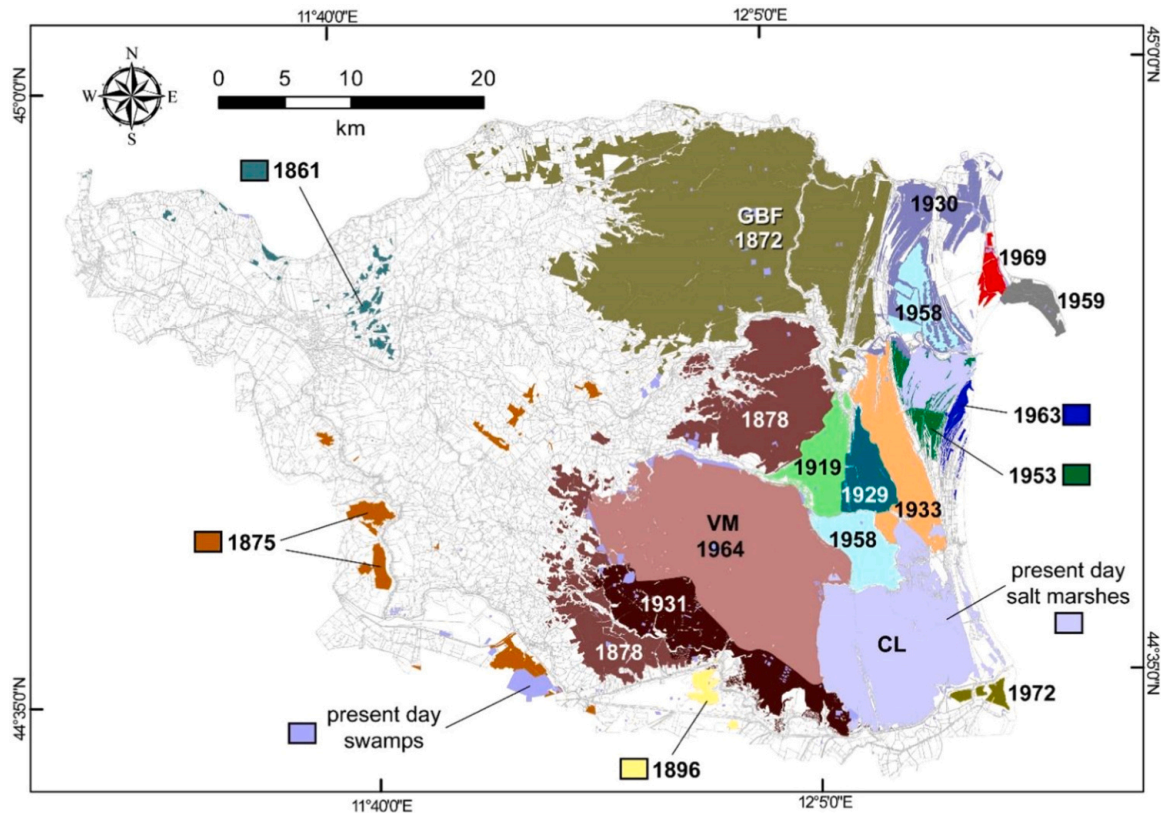 11°40'0"E
12°5'0"E
45°0'0"N
45°0'0"N
N
W E
S
0 5 10 20
km
1861
GBF
1872
1930
1969
1959
1958
1878
1963
1919
1953
1929
1933
1875
VM
1964
1958
present day
salt marshes
1931
CL
1878
44°35'0"N
44°35'0"N
1972
present day
swamps
1896
11°40'0"E
12°5'0"E